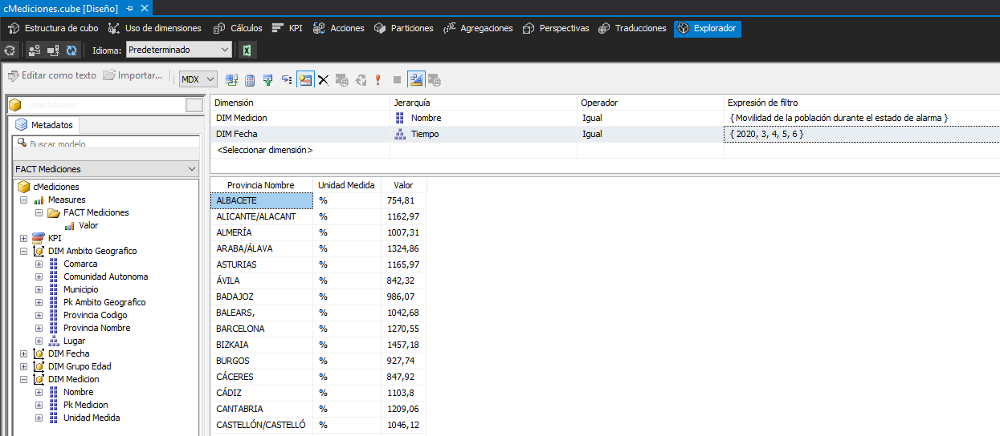 cMediciones.cube [Diseño]
Estructura de cubo Uso de dimensiones Cálculos KPI Acciones Particiones Agregaciones Perspectivas Traducciones Explorador
Idioma: Predeterminado
Editar como texto Importar... MDX
cMediciones
Metadatos
Buscar modelo
FACT Mediciones
cMediciones
Measures
FACT Mediciones
Valor
KPI
DIM Ambito Geografico
Comarca
Comunidad Autonoma
Municipio
Pk Ambito Geografico
Provincia Codigo
Provincia Nombre
Lugar
DIM Fecha
DIM Grupo Edad
DIM Medicion
Nombre
Pk Medicion
Unidad Medida
Dimensión Jerarquía Operador Expresión de filtro
DIM Medicion Nombre Igual { Movilidad de la población durante el estado de alarma }
DIM Fecha Tiempo Igual { 2020, 3, 4, 5, 6 }
<Seleccionar dimensión>
Provincia Nombre Unidad Medida Valor
ALBACETE % 754,81
ALICANTE/ALACANT % 1162,97
ALMERÍA % 1007,31
ARABA/ÁLAVA % 1324,86
ASTURIAS % 1165,97
ÁVILA % 842,32
BADAJOZ % 986,07
BALEARS, % 1042,68
BARCELONA % 1270,55
BIZKAIA % 1457,18
BURGOS % 927,74
CÁCERES % 847,92
CÁDIZ % 1103,8
CANTABRIA % 1209,06
CASTELLÓN/CASTELLÓ % 1046,12